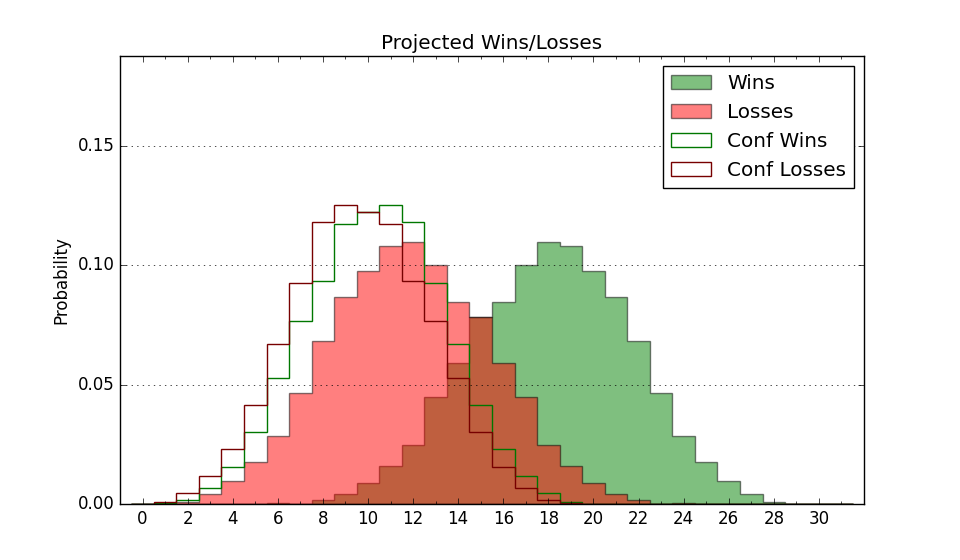 Projected Wins/Losses
Wins
Losses
Conf Wins
Conf Losses
Probability
0.15
0.10
0.05
0.00
0 2 4 6 8 10 12 14 16 18 20 22 24 26 28 30